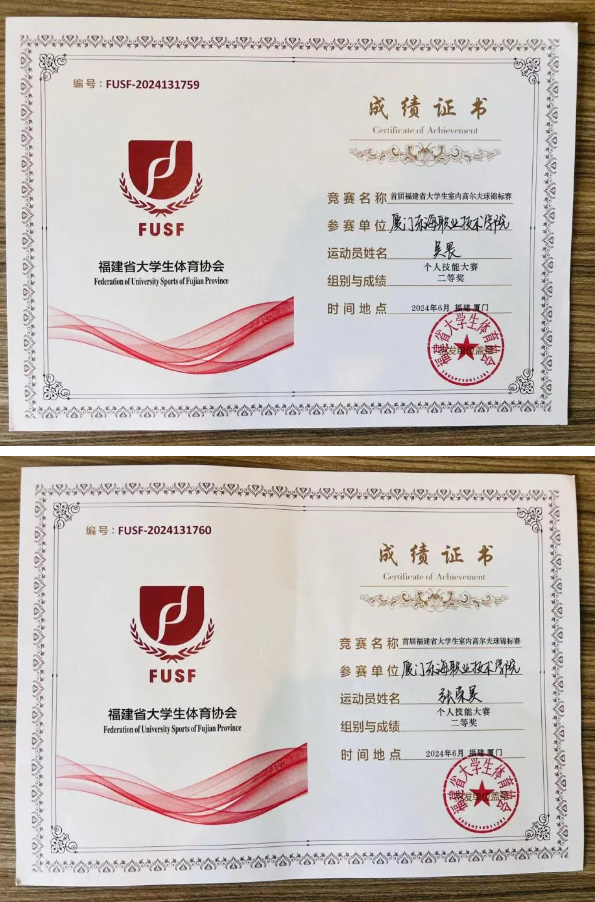 编号：FUSF-2024131759
FUSF
福建省大学生体育协会
Federation of University Sports of Fujian Province
成绩证书
Certificate of Achievement
竞赛名称 首届福建省大学生室内高尔夫球锦标赛
参赛单位 厦门东海职业技术学院
运动员姓名
个人技能大赛
组别与成绩 二等奖
时间地点 2024年6月 福建 厦门
福建省大学生体育协会
编号：FUSF-2024131760
FUSF
福建省大学生体育协会
Federation of University Sports of Fujian Province
成绩证书
Certificate of Achievement
竞赛名称 首届福建省大学生室内高尔夫球锦标赛
参赛单位 厦门东海职业技术学院
运动员姓名
个人技能大赛
组别与成绩 二等奖
时间地点 2024年6月 福建 厦门
福建省大学生体育协会